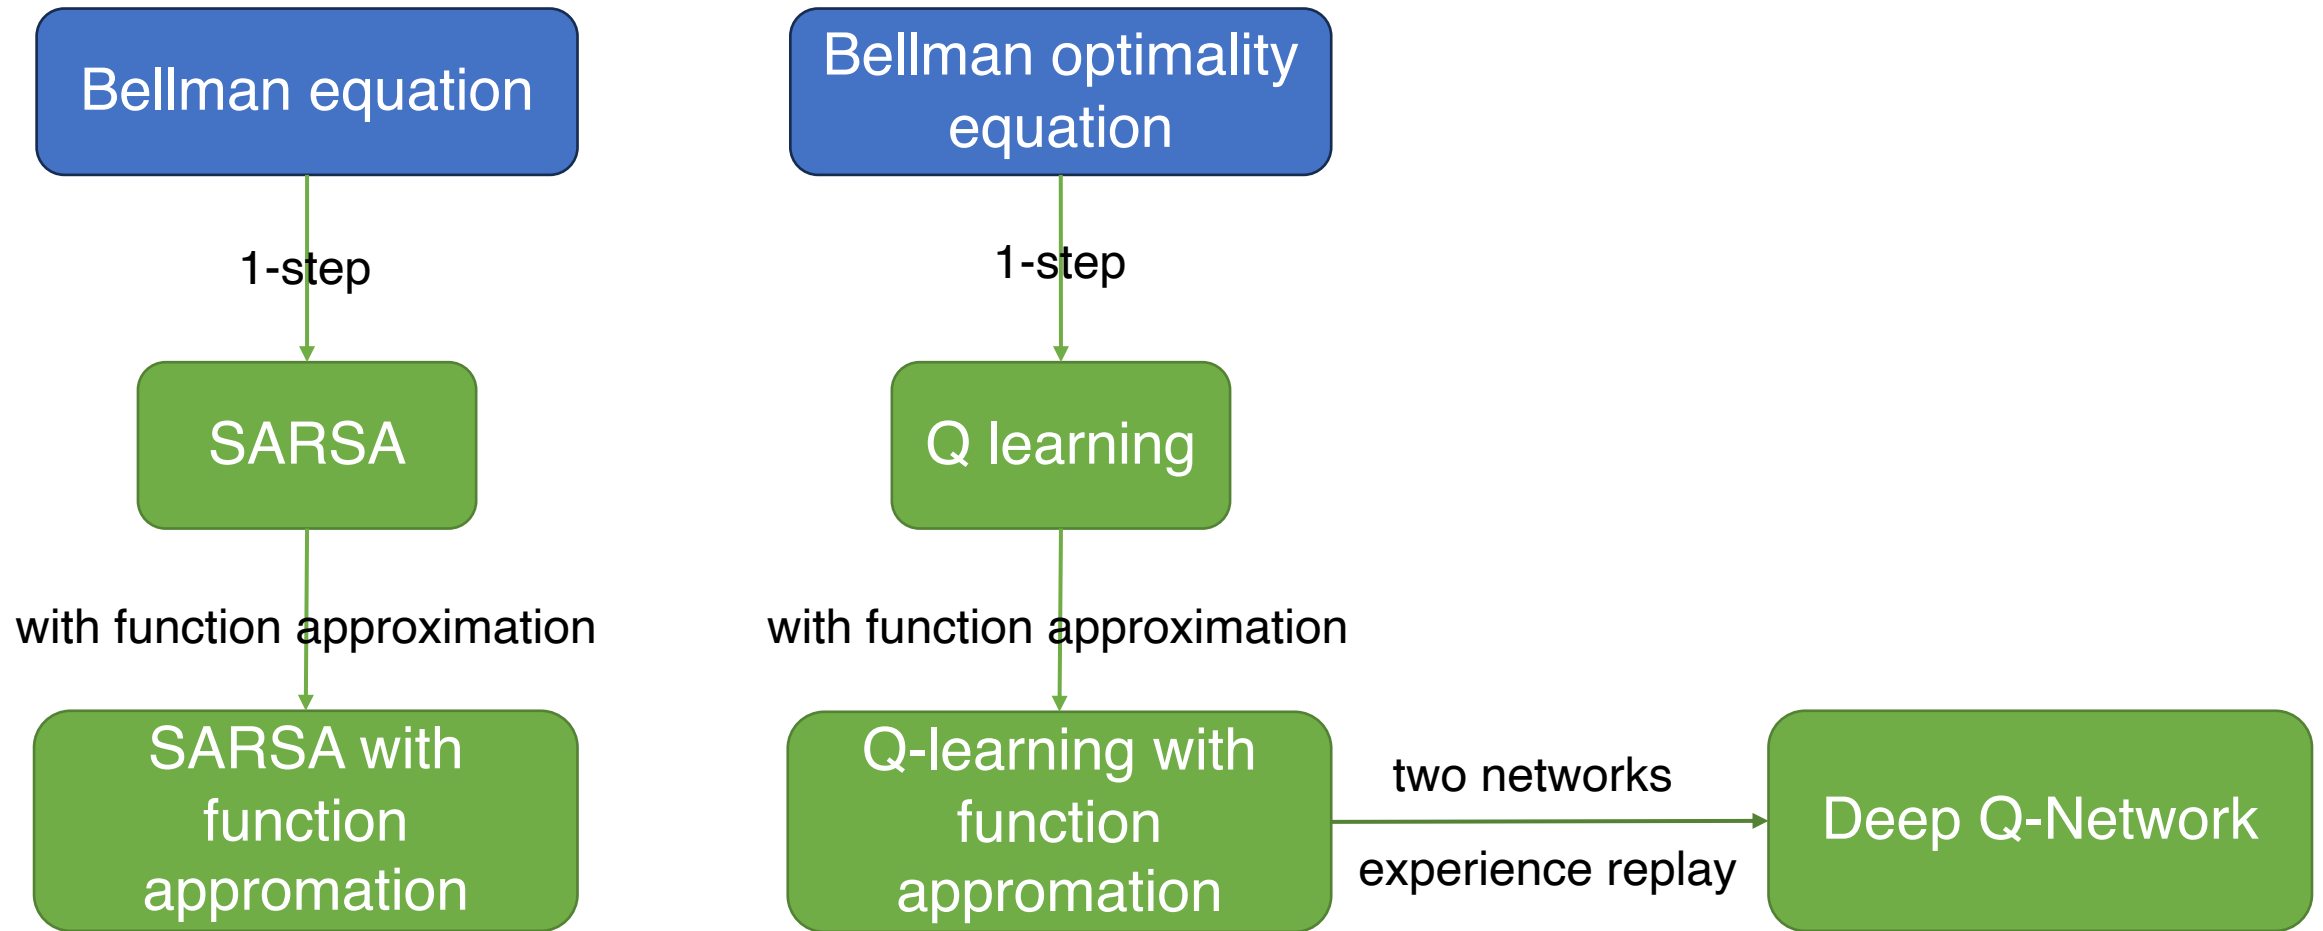 Bellman equation
Bellman optimality
equation
1-step
1-step
SARSA
Q learning
with function approximation
with function approximation
SARSA with
function
appromation
Q-learning with
function
appromation
two networks
experience replay
Deep Q-Network